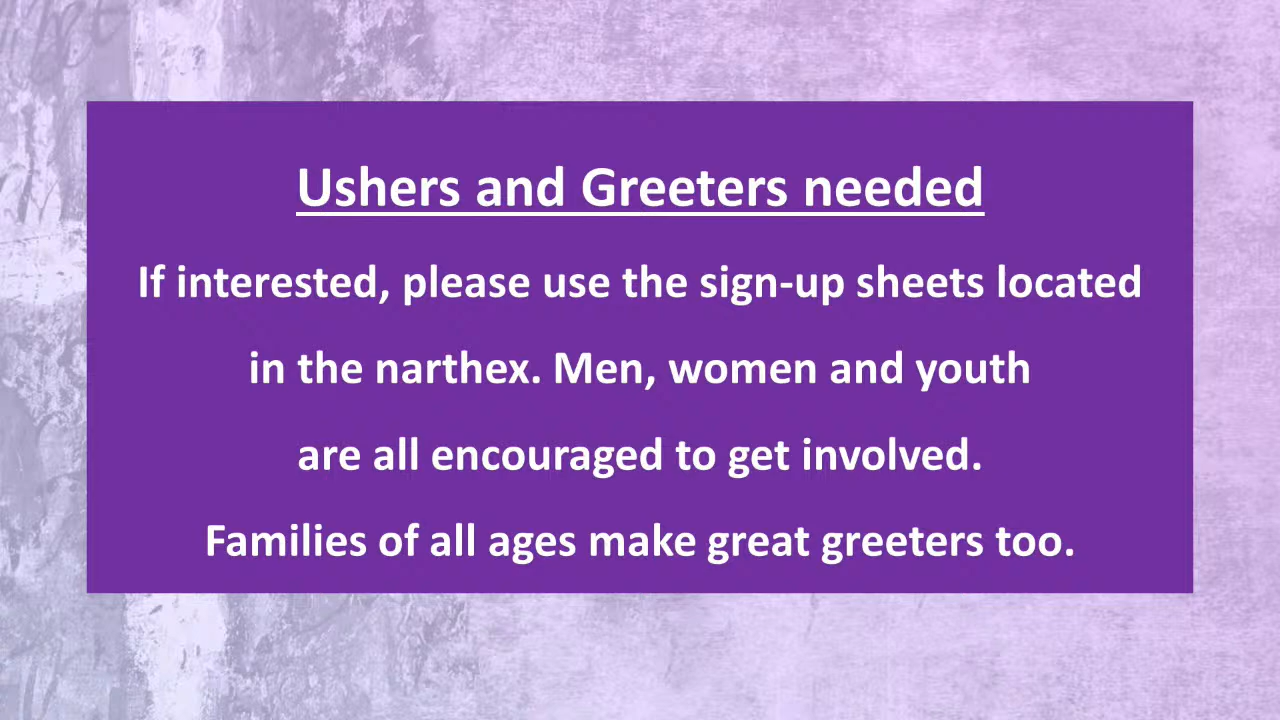 Ushers and Greeters needed
If interested, please use the sign-up sheets located
in the narthex. Men, women and youth
are all encouraged to get involved.
Families of all ages make great greeters too.